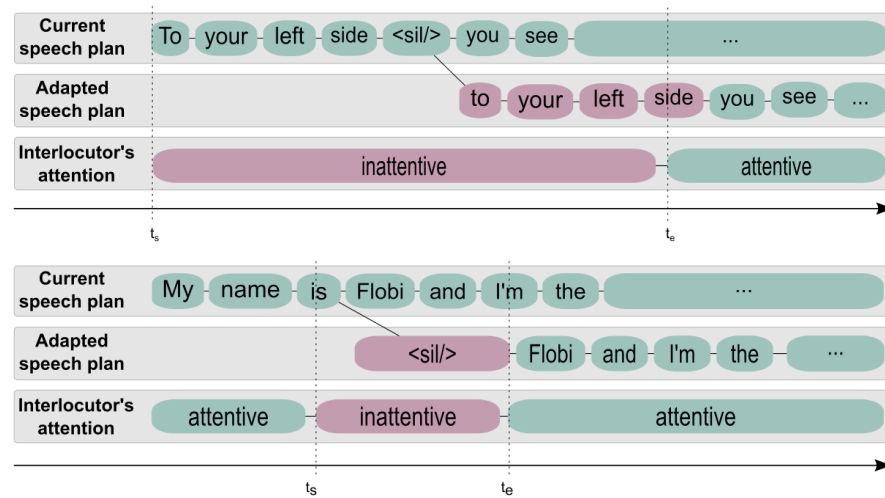 Current
speech plan
To your left side <sil/> you see ...
Adapted
speech plan
to your left side you see ...
Interlocutor's
attention
inattentive attentive
ts te
Current
speech plan
My name is Flobi and I'm the ...
Adapted
speech plan
<sil/> Flobi and I'm the ...
Interlocutor's
attention
attentive inattentive attentive
ts te